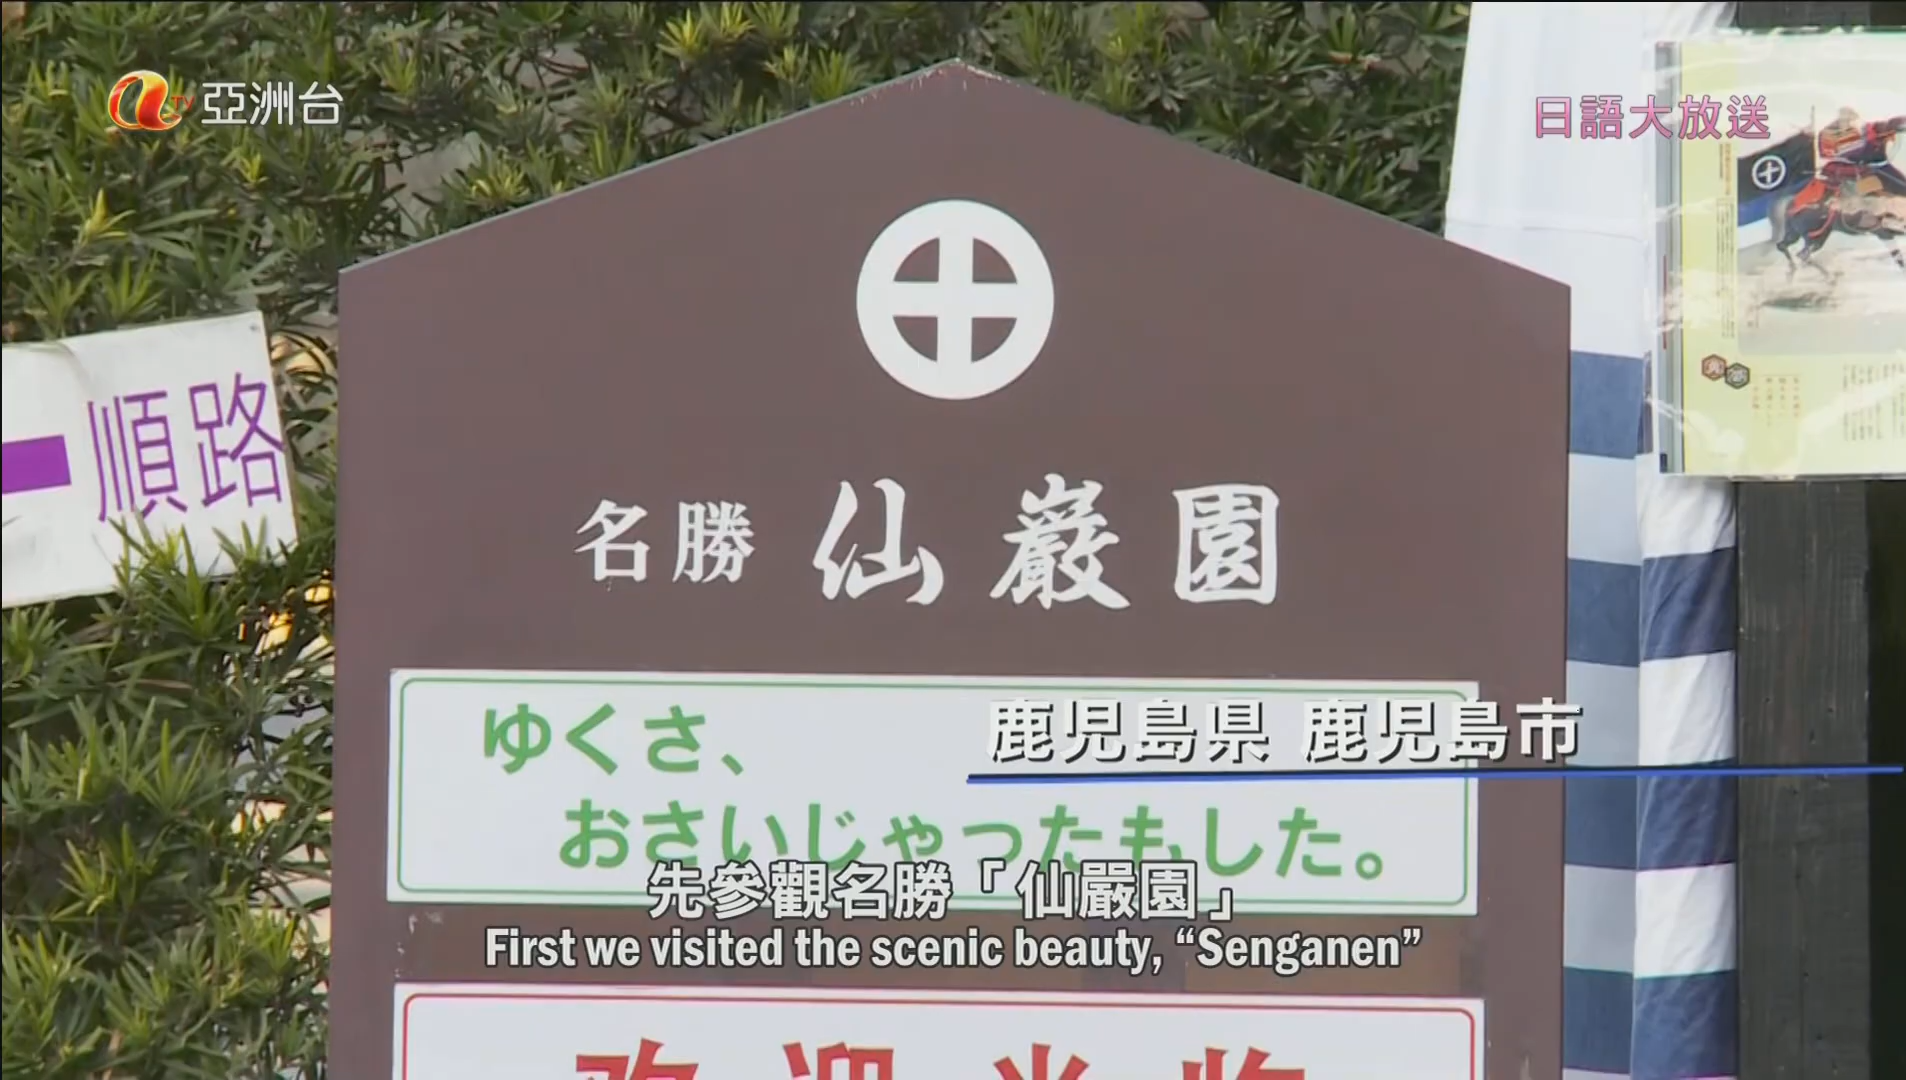 aTV 亞洲台
日語大放送
順路
名勝 仙巌園
ゆくさ、
おさいじゃったもした。
鹿児島県 鹿児島市
先參觀名勝「仙嚴園」
First we visited the scenic beauty, “Senganen”